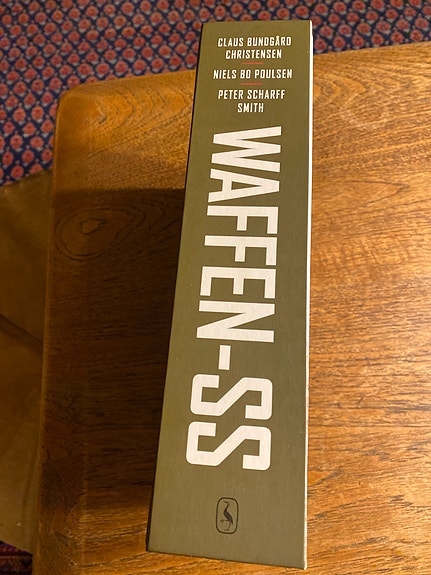 CLAUS BUNDGÅRD
CHRISTENSEN
NIELS BO POULSEN
PETER SCHARFF
SMITH
WAFFEN-SS